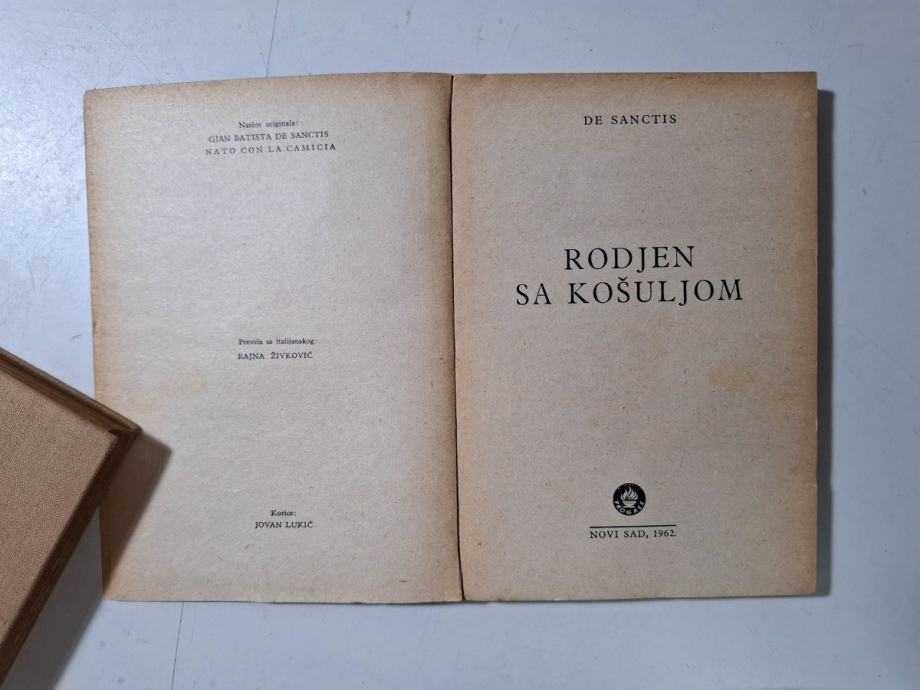 Naslov originala:
GJAN BATISTA DE SANCTIS
NATO CON LA CAMICIA
Prevela sa italijanskog:
RAJNA ŽIVKOVIĆ
Korice:
JOVAN LUKIĆ
DE SANCTIS
RODJEN
SA KOŠULJOM
PROGRES
NOVI SAD, 1962.